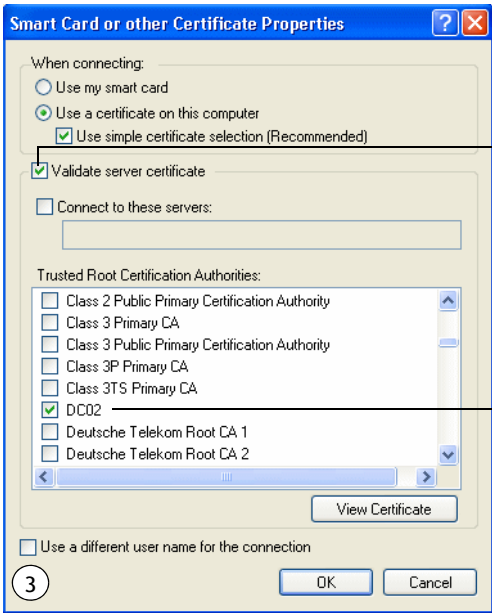 Smart Card or other Certificate Properties
When connecting:
Use my smart card
Use a certificate on this computer
Use simple certificate selection (Recommended)
Validate server certificate
Connect to these servers:
Trusted Root Certification Authorities:
Class 2 Public Primary Certification Authority
Class 3 Primary CA
Class 3 Public Primary Certification Authority
Class 3P Primary CA
Class 3TS Primary CA
DC02
Deutsche Telekom Root CA 1
Deutsche Telekom Root CA 2
View Certificate
Use a different user name for the connection
3
OK
Cancel